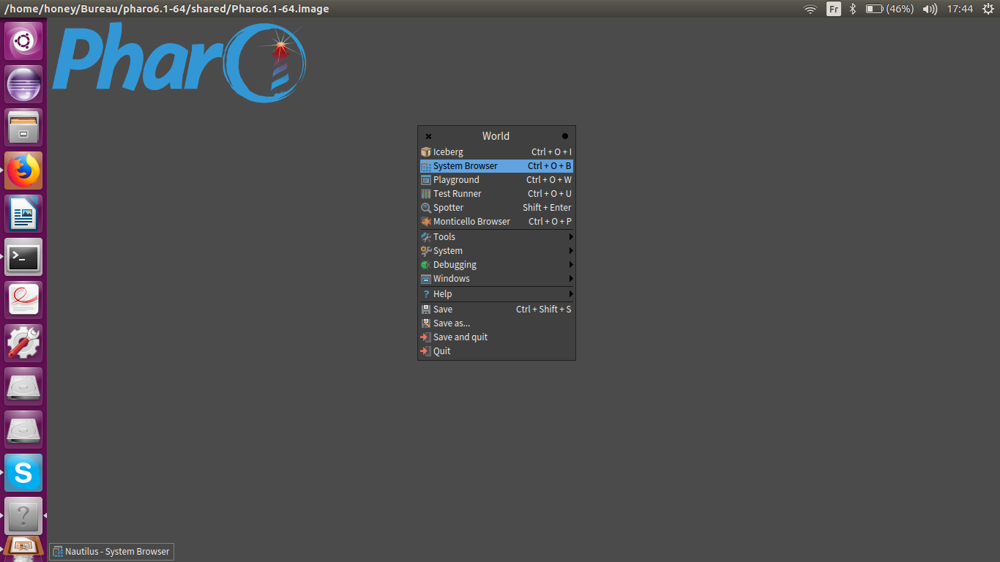 /home/honey/Bureau/pharo6.1-64/shared/Pharo6.1-64.image Fr (46%) 17:44
Pharo
World
Iceberg Ctrl + O + I
System Browser Ctrl + O + B
Playground Ctrl + O + W
Test Runner Ctrl + O + U
Spotter Shift + Enter
Monticello Browser Ctrl + O + P
Tools
System
Debugging
Windows
? Help
Save Ctrl + Shift + S
Save as...
Save and quit
Quit
>_
S
?
Nautilus - System Browser